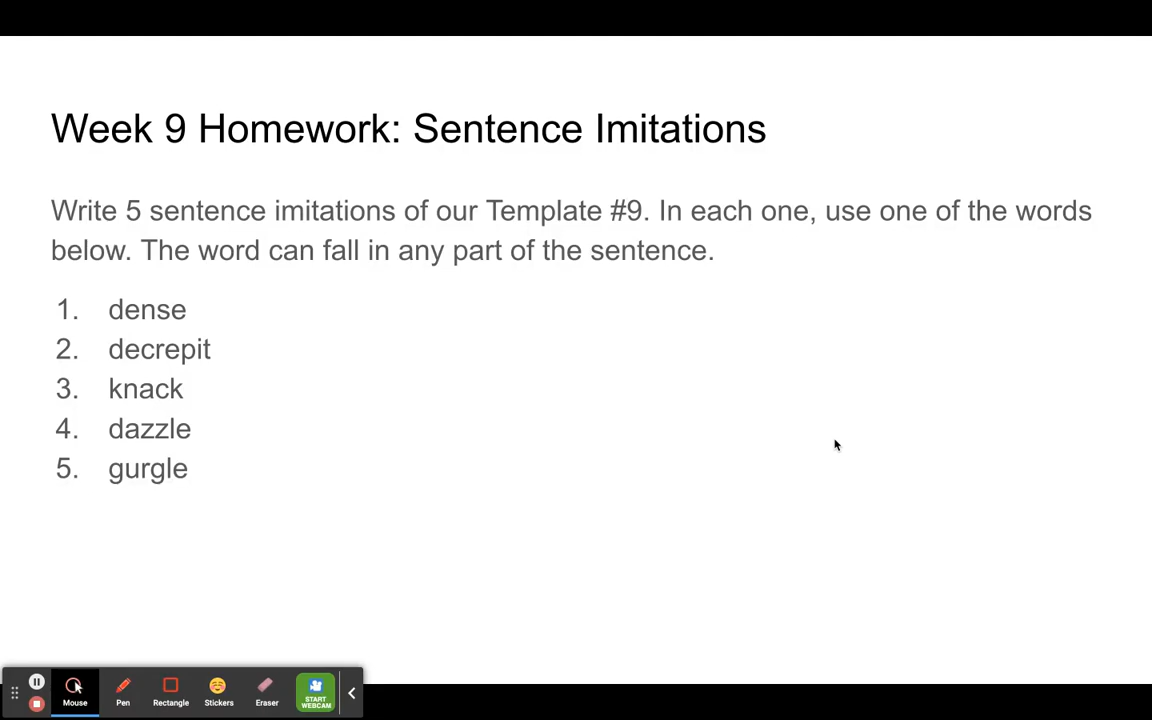 Week 9 Homework: Sentence Imitations
Write 5 sentence imitations of our Template #9. In each one, use one of the words
below. The word can fall in any part of the sentence.
1. dense
2. decrepit
3. knack
4. dazzle
5. gurgle
Mouse Pen Rectangle Stickers Eraser START WEBCAM